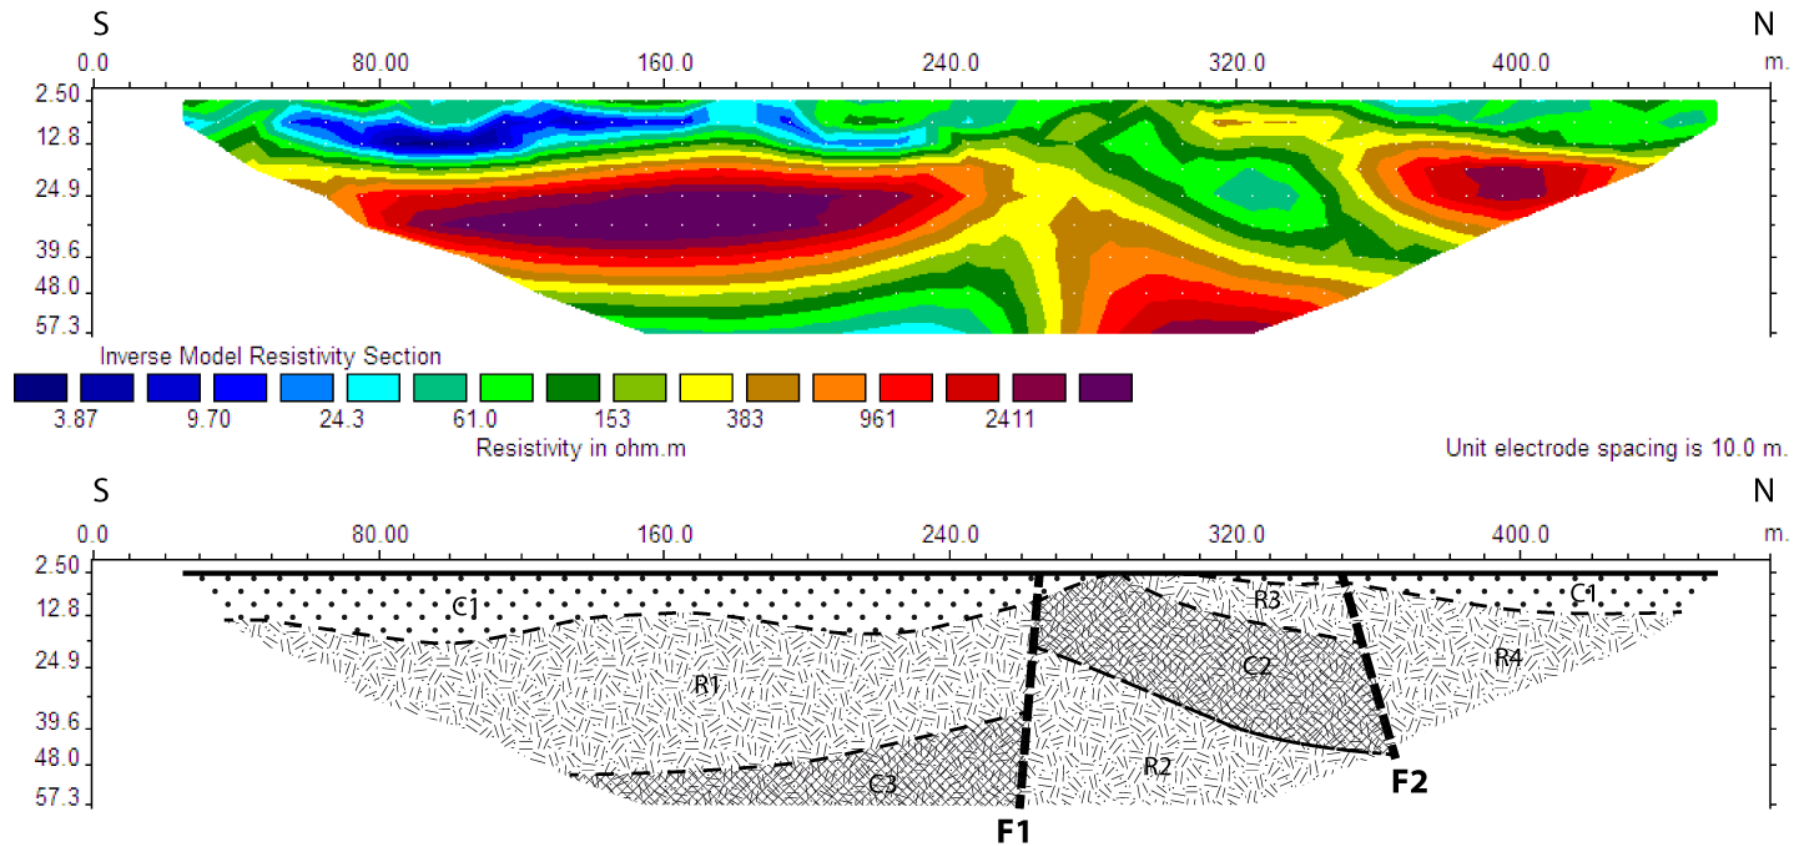 S N
0.0 80.00 160.0 240.0 320.0 400.0 m.
2.50
12.8
24.9
39.6
48.0
57.3
Inverse Model Resistivity Section
3.87 9.70 24.3 61.0 153 383 961 2411
Resistivity in ohm.m Unit electrode spacing is 10.0 m.
S N
0.0 80.00 160.0 240.0 320.0 400.0 m.
2.50
12.8 C1 R3 C1
24.9 R1 C2 R4
39.6
48.0 R2 F2
57.3 C3
F1